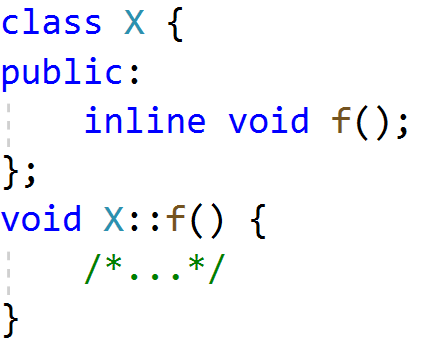 class X {
public:
    inline void f();
};
void X::f() {
    /*...*/
}